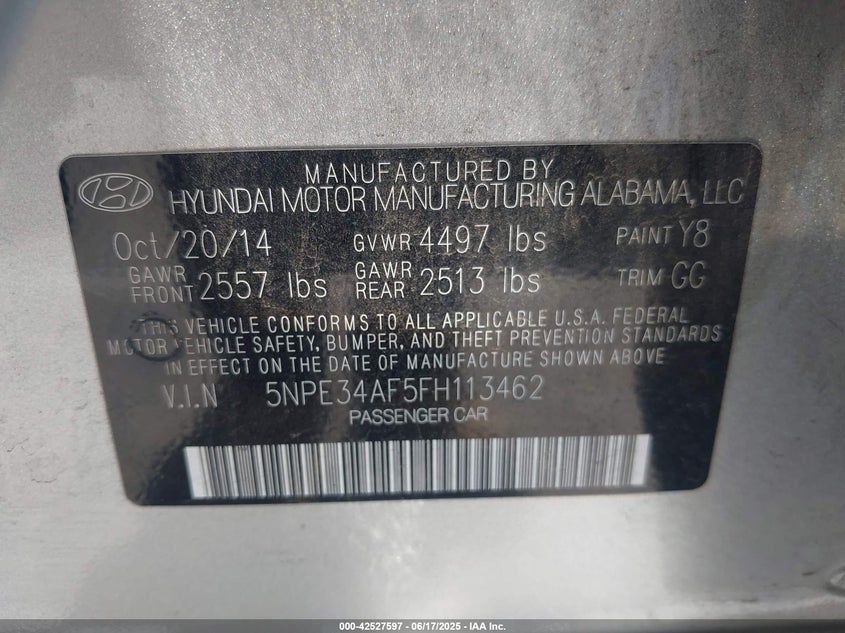 MANUFACTURED BY
HYUNDAI MOTOR MANUFACTURING ALABAMA, LLC
Oct/20/14 GVWR 4497 lbs PAINT Y8
GAWR FRONT 2557 lbs GAWR REAR 2513 lbs TRIM GG
THIS VEHICLE CONFORMS TO ALL APPLICABLE U.S.A. FEDERAL
MOTOR VEHICLE SAFETY, BUMPER, AND THEFT PREVENTION STANDARDS
IN EFFECT ON THE DATE OF MANUFACTURE SHOWN ABOVE
V.I.N 5NPE34AF5FH113462
PASSENGER CAR
000-42527597 - 06/17/2025 - IAA Inc.